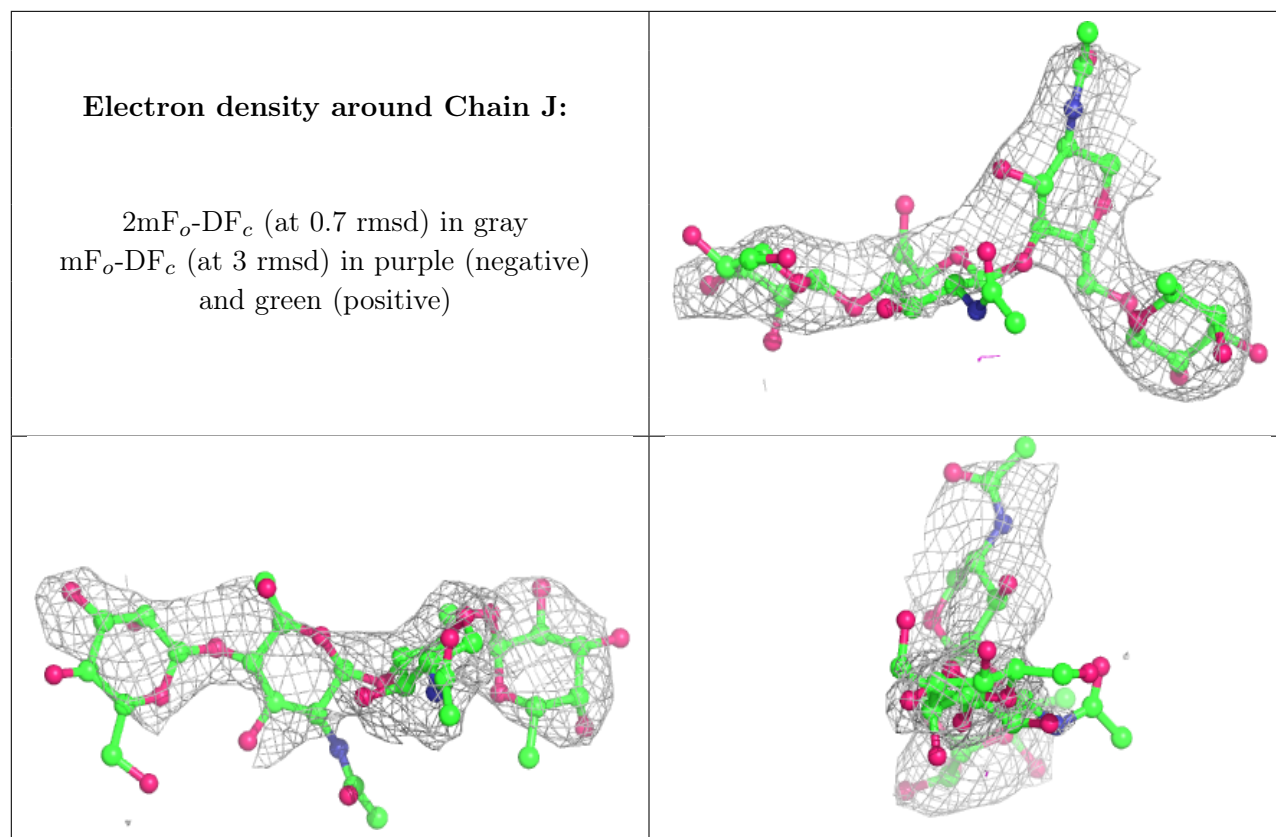 Electron density around Chain J:
2mFo-DFc (at 0.7 rmsd) in gray
mFo-DFc (at 3 rmsd) in purple (negative)
and green (positive)